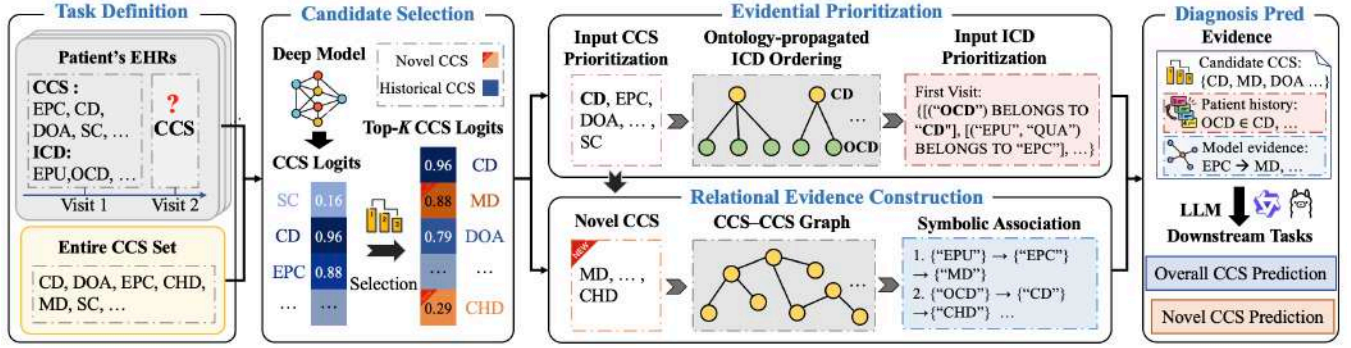 Task Definition
Patient's EHRs
CCS :
EPC, CD,
DOA, SC, …
ICD:
EPU,OCD, …
?
CCS
Visit 1
Visit 2
Entire CCS Set
CD, DOA, EPC, CHD,
MD, SC, …
Candidate Selection
Deep Model
Novel CCS
Historical CCS
Top-K CCS Logits
CCS Logits
SC 0.16
CD 0.96
EPC 0.88
… …
Selection
0.96 CD
0.88 MD
0.79 DOA
… …
0.29 CHD
Evidential Prioritization
Input CCS
Prioritization
CD, EPC,
DOA, … ,
SC
Ontology-propagated
ICD Ordering
CD
…
OCD
Input ICD
Prioritization
First Visit:
{[("OCD") BELONGS TO
"CD"], [("EPU", "QUA")
BELONGS TO "EPC"], …}
Relational Evidence Construction
Novel CCS
NEW
MD, … ,
CHD
CCS–CCS Graph
…
Symbolic Association
1. {"EPU"} → {"EPC"}
→ {"MD"}
2. {"OCD"} → {"CD"}
→{"CHD"} …
Diagnosis Pred
Evidence
Candidate CCS:
{CD, MD, DOA …}
Patient history:
OCD ∈ CD, …
Model evidence:
EPC → MD, …
LLM
Downstream Tasks
Overall CCS Prediction
Novel CCS Prediction